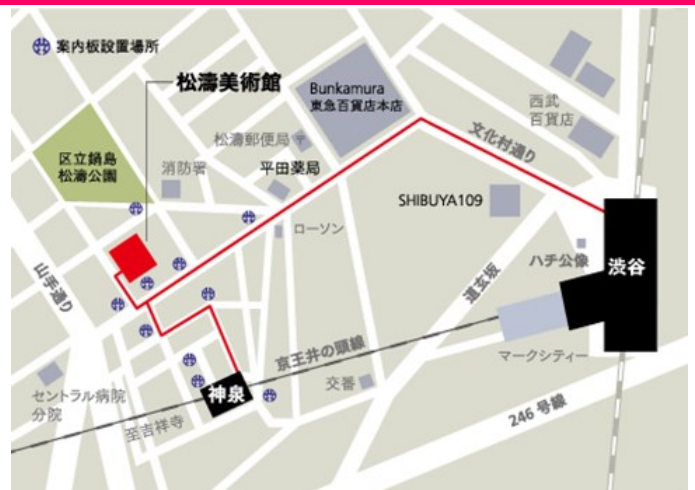 案内板設置場所
松濤美術館
Bunkamura
東急百貨店本店
西武
百貨店
文化村通り
松濤郵便局
区立鍋島
松濤公園
消防署
平田薬局
SHIBUYA109
ローソン
ハチ公像
渋谷
山手通り
道玄坂
京王井の頭線
マークシティー
セントラル病院
分院
神泉
交番
至吉祥寺
246号線